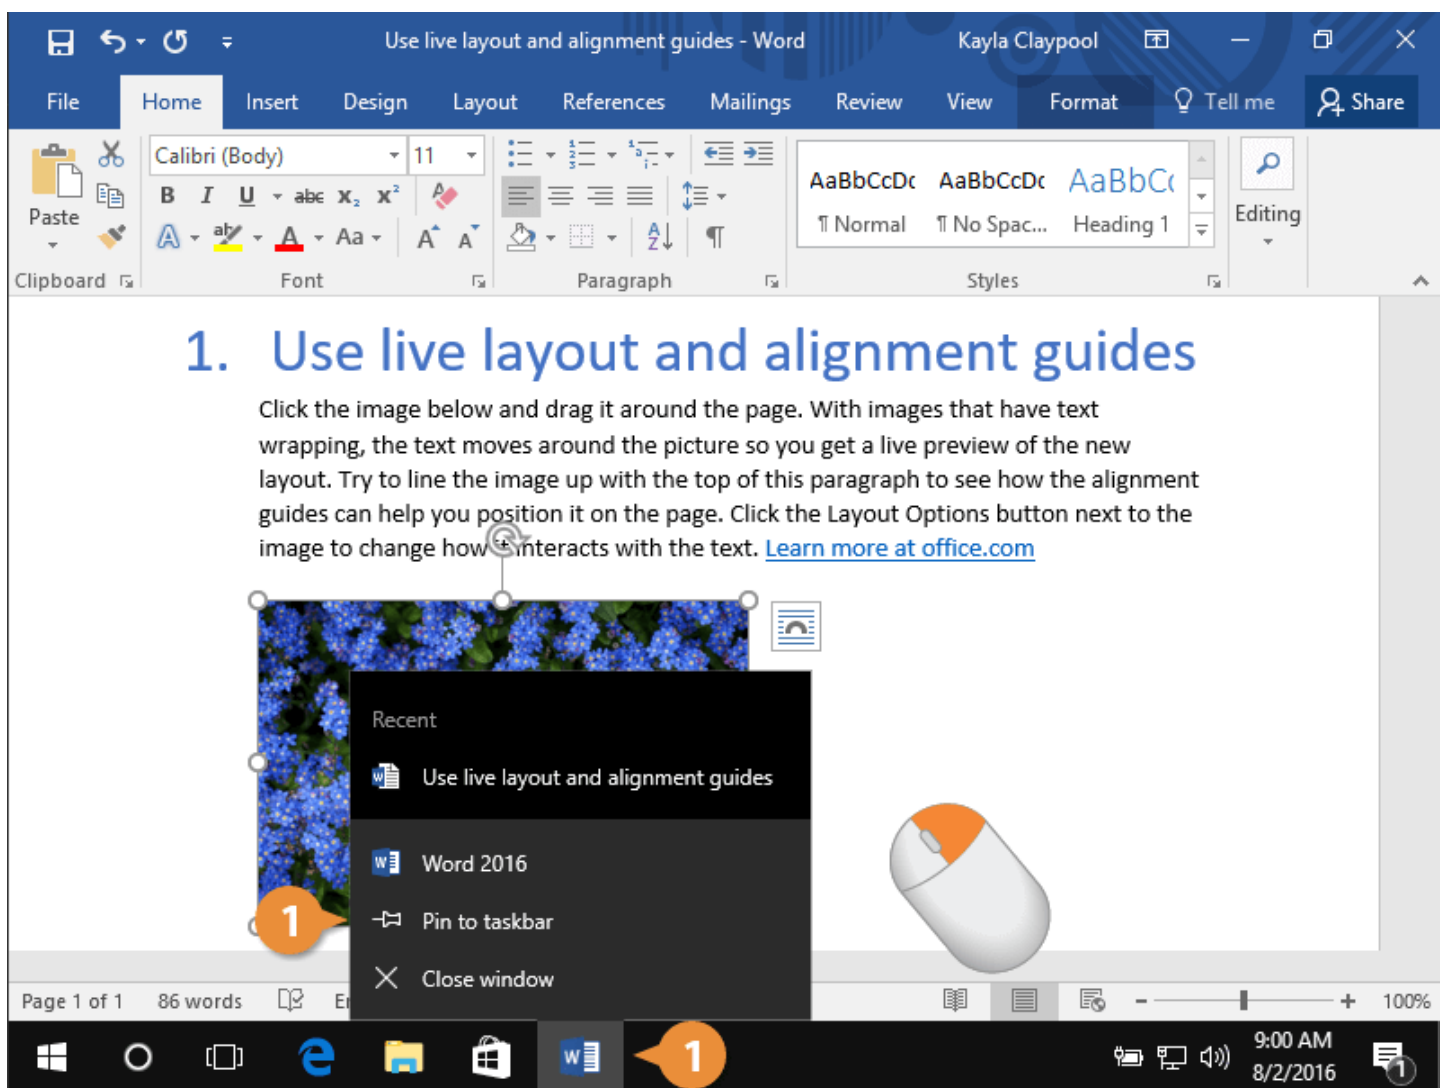 Use live layout and alignment guides - Word
Kayla Claypool
File Home Insert Design Layout References Mailings Review View Format Tell me Share
Calibri (Body) 11
B I U abc X₂ X²
Aa A A
A Z
Paste
Clipboard
Font
Paragraph
AaBbCcDc AaBbCcDc AaBbCc
¶ Normal ¶ No Spac... Heading 1
Styles
Editing
1. Use live layout and alignment guides
Click the image below and drag it around the page. With images that have text
wrapping, the text moves around the picture so you get a live preview of the new
layout. Try to line the image up with the top of this paragraph to see how the alignment
guides can help you position it on the page. Click the Layout Options button next to the
image to change how it interacts with the text. Learn more at office.com
Recent
Use live layout and alignment guides
Word 2016
1
Pin to taskbar
Close window
Page 1 of 1 86 words
100%
1
9:00 AM
8/2/2016
1